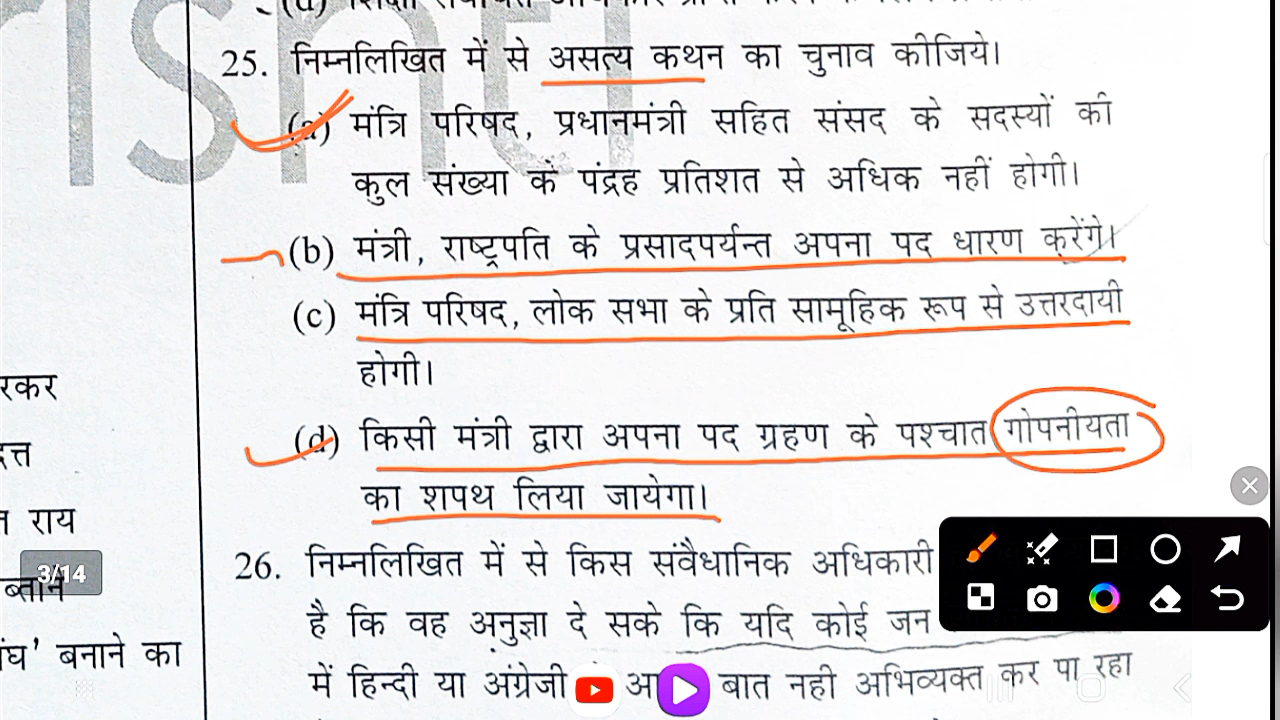 25. निम्नलिखित में से असत्य कथन का चुनाव कीजिये।
(a) मंत्रि परिषद, प्रधानमंत्री सहित संसद के सदस्यों की
कुल संख्या के पंद्रह प्रतिशत से अधिक नहीं होगी।
(b) मंत्री, राष्ट्रपति के प्रसादपर्यन्त अपना पद धारण करेंगे।
(c) मंत्रि परिषद, लोक सभा के प्रति सामूहिक रूप से उत्तरदायी
होगी।
रकर
(d) किसी मंत्री द्वारा अपना पद ग्रहण के पश्चात गोपनीयता
का शपथ लिया जायेगा।
राय
26. निम्नलिखित में से किस संवैधानिक अधिकारी
3/14
है कि वह अनुज्ञा दे सके कि यदि कोई जन
बनाने का
में हिन्दी या अंग्रेजी बात नही अभिव्यक्त कर पा रहा